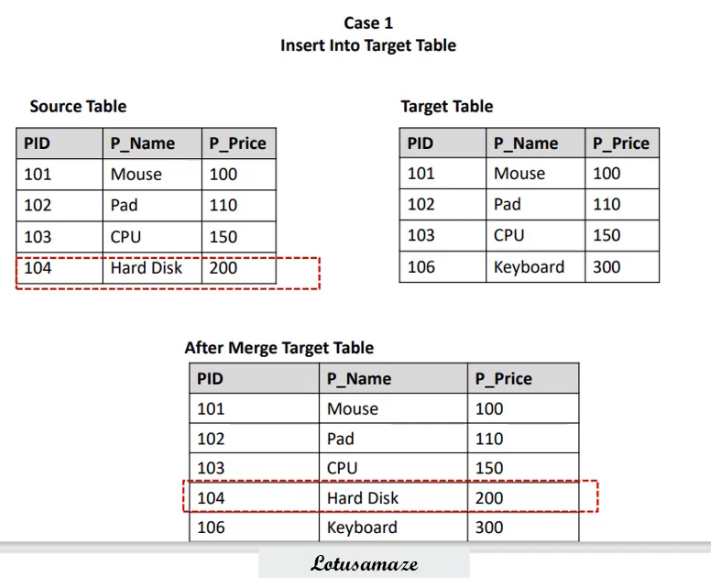 Case 1
Insert Into Target Table
Source Table
PID P_Name P_Price
101 Mouse 100
102 Pad 110
103 CPU 150
104 Hard Disk 200
Target Table
PID P_Name P_Price
101 Mouse 100
102 Pad 110
103 CPU 150
106 Keyboard 300
After Merge Target Table
PID P_Name P_Price
101 Mouse 100
102 Pad 110
103 CPU 150
104 Hard Disk 200
106 Keyboard 300
Lotusamaze